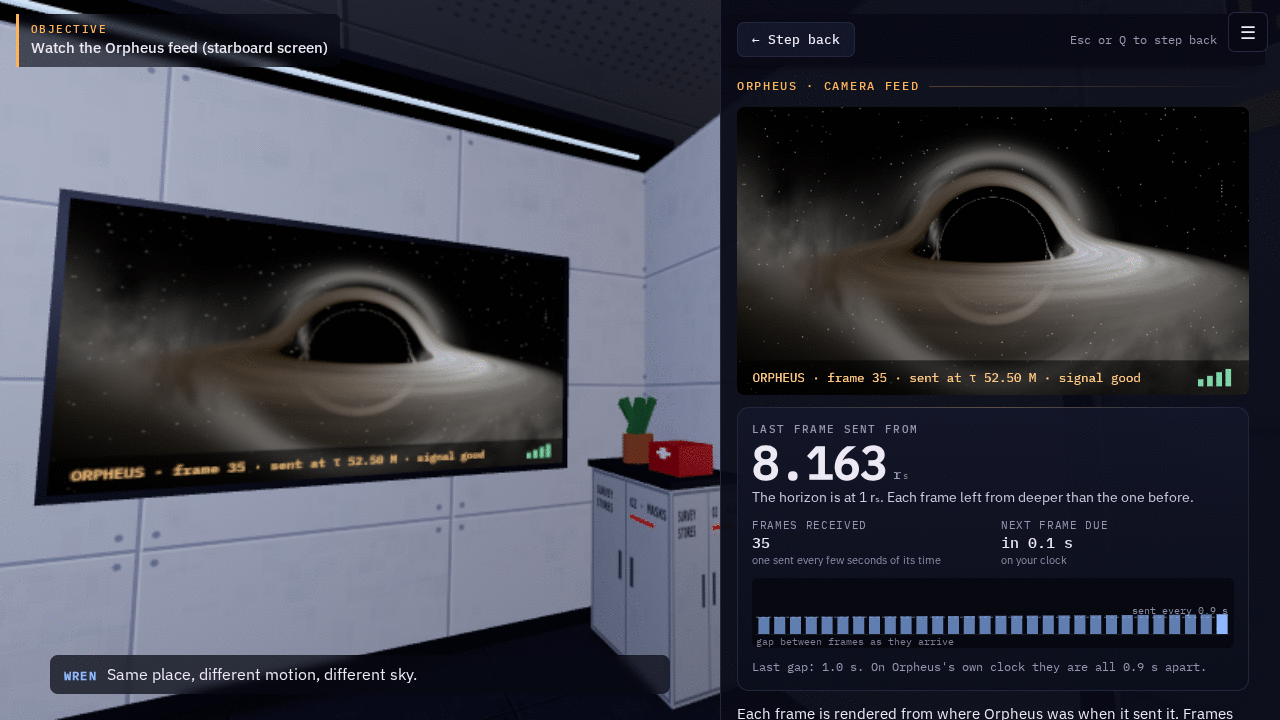 OBJECTIVE
Watch the Orpheus feed (starboard screen)
← Step back
Esc or Q to step back
☰
ORPHEUS · CAMERA FEED
ORPHEUS · frame 35 · sent at τ 52.50 M · signal good
ORPHEUS · frame 35 · sent at τ 52.50 M · signal good
SURVEY
STORES
O2 · MASKS
SURVEY
STORES
LAST FRAME SENT FROM
8.163 rₛ
The horizon is at 1 rₛ. Each frame left from deeper than the one before.
FRAMES RECEIVED
35
one sent every few seconds of its time
NEXT FRAME DUE
in 0.1 s
on your clock
sent every 0.9 s
gap between frames as they arrive
Last gap: 1.0 s. On Orpheus's own clock they are all 0.9 s apart.
WREN Same place, different motion, different sky.
Each frame is rendered from where Orpheus was when it sent it. Frames